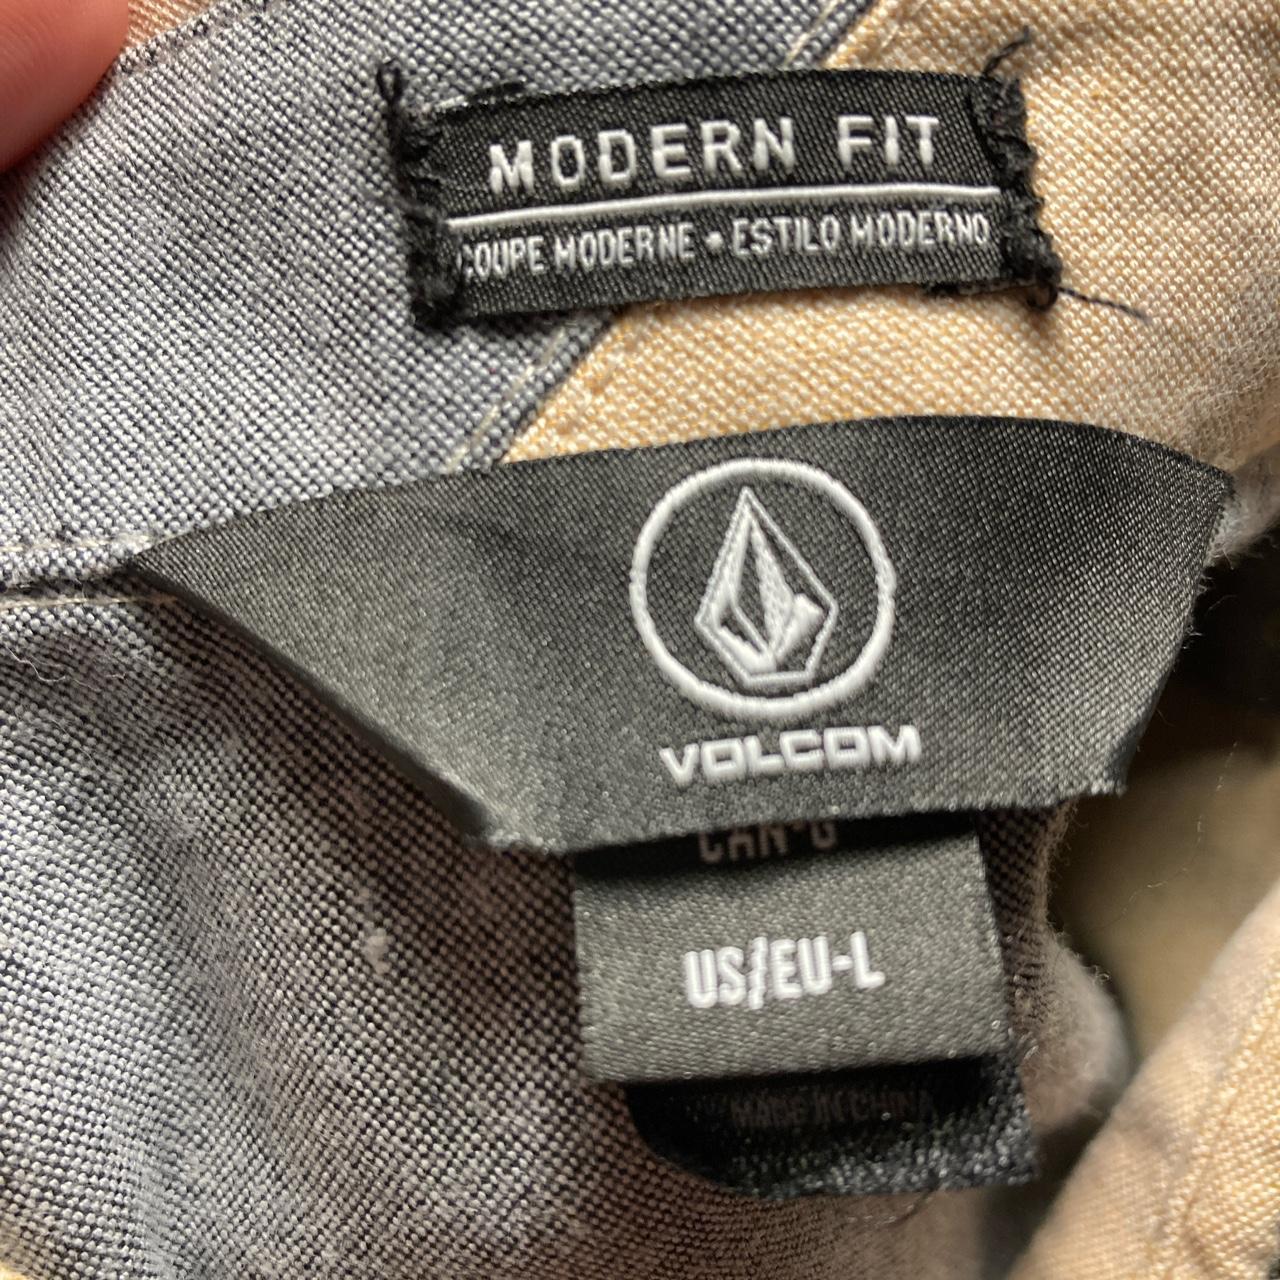 MODERN FIT
COUPE MODERNE • ESTILO MODERNO
VOLCOM
US/EU-L
MADE IN CHINA